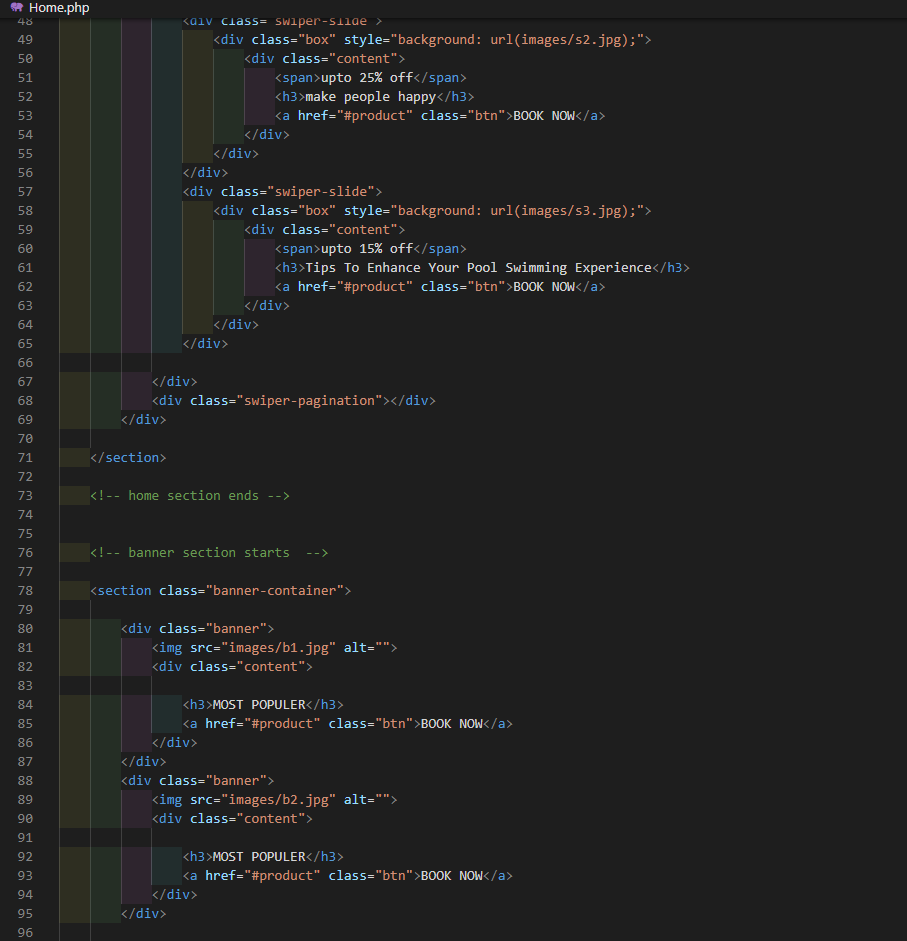 Home.php
48 <div class="swiper-slide">
49 <div class="box" style="background: url(images/s2.jpg);">
50 <div class="content">
51 <span>upto 25% off</span>
52 <h3>make people happy</h3>
53 <a href="#product" class="btn">BOOK NOW</a>
54 </div>
55 </div>
56 </div>
57 <div class="swiper-slide">
58 <div class="box" style="background: url(images/s3.jpg);">
59 <div class="content">
60 <span>upto 15% off</span>
61 <h3>Tips To Enhance Your Pool Swimming Experience</h3>
62 <a href="#product" class="btn">BOOK NOW</a>
63 </div>
64 </div>
65 </div>
66
67 </div>
68 <div class="swiper-pagination"></div>
69 </div>
70
71 </section>
72
73 <!-- home section ends -->
74
75
76 <!-- banner section starts  -->
77
78 <section class="banner-container">
79
80 <div class="banner">
81 <img src="images/b1.jpg" alt="">
82 <div class="content">
83
84 <h3>MOST POPULER</h3>
85 <a href="#product" class="btn">BOOK NOW</a>
86 </div>
87 </div>
88 <div class="banner">
89 <img src="images/b2.jpg" alt="">
90 <div class="content">
91
92 <h3>MOST POPULER</h3>
93 <a href="#product" class="btn">BOOK NOW</a>
94 </div>
95 </div>
96